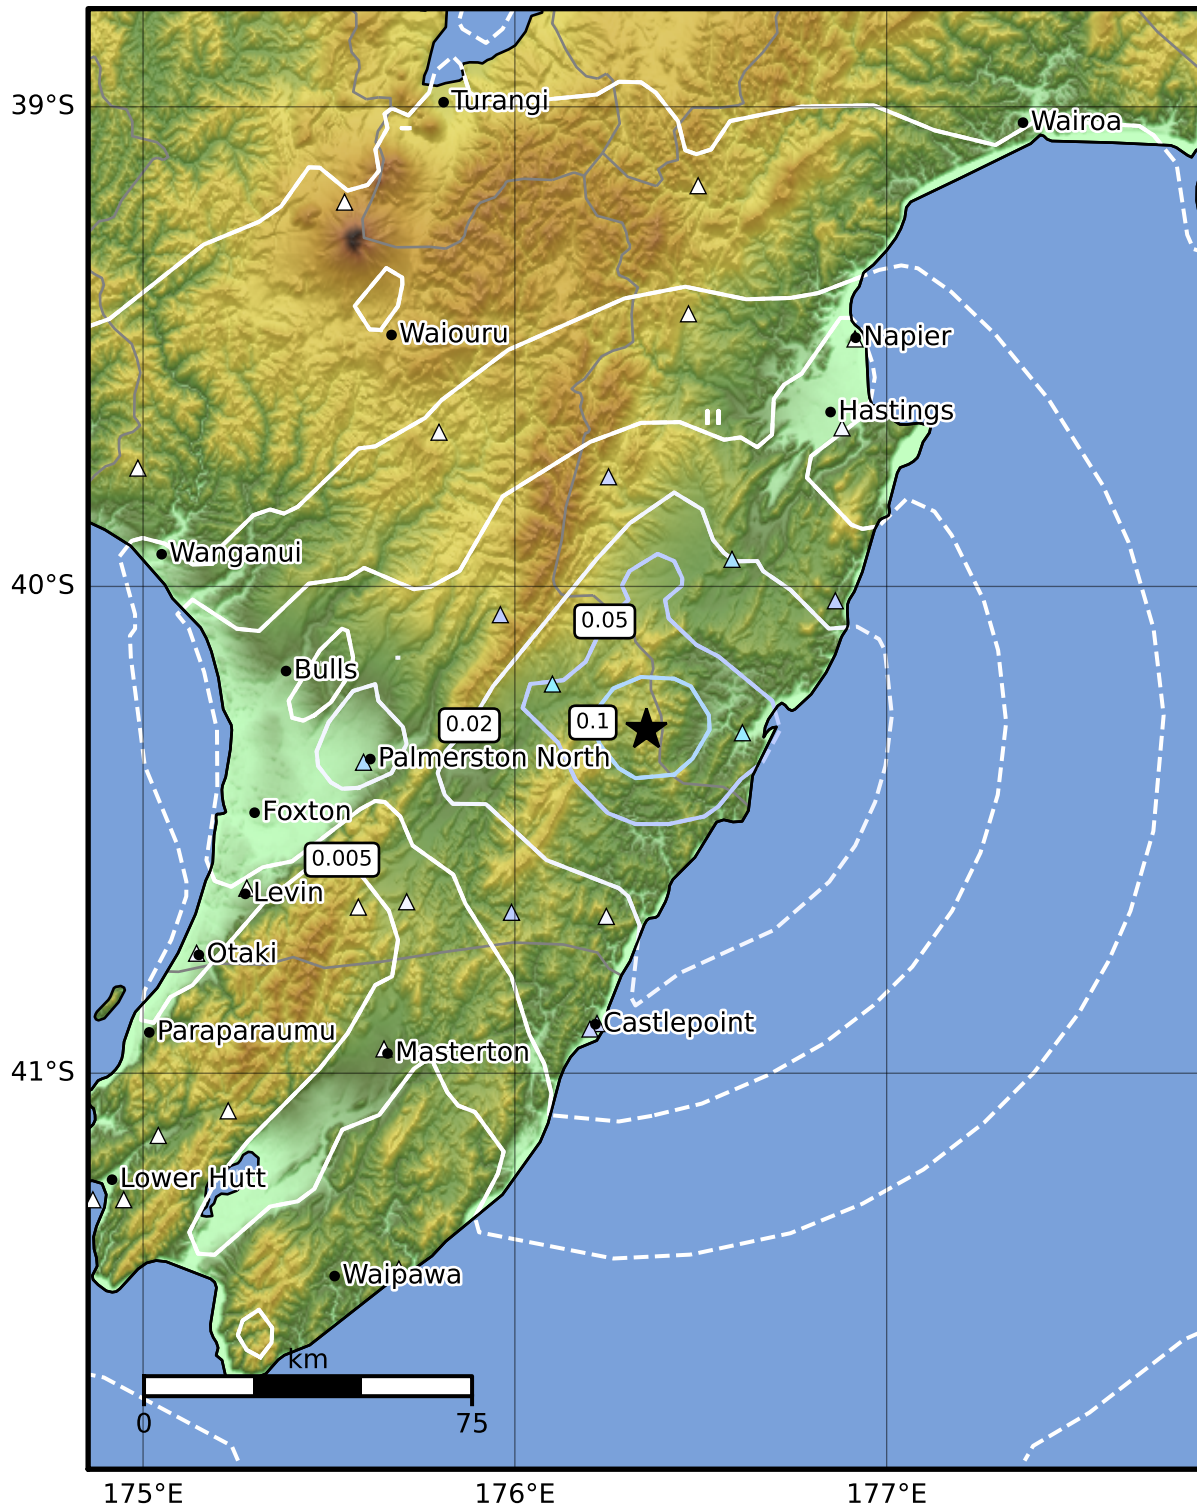 39°S
Turangi
Wairoa
Waiouru
Napier
Hastings
Wanganui
40°S
0.05
Bulls
0.02
0.1
Palmerston North
Foxton
0.005
Levin
Otaki
Castlepoint
Paraparaumu
Masterton
41°S
Lower Hutt
Waipawa
km
0
75
175°E
176°E
177°E